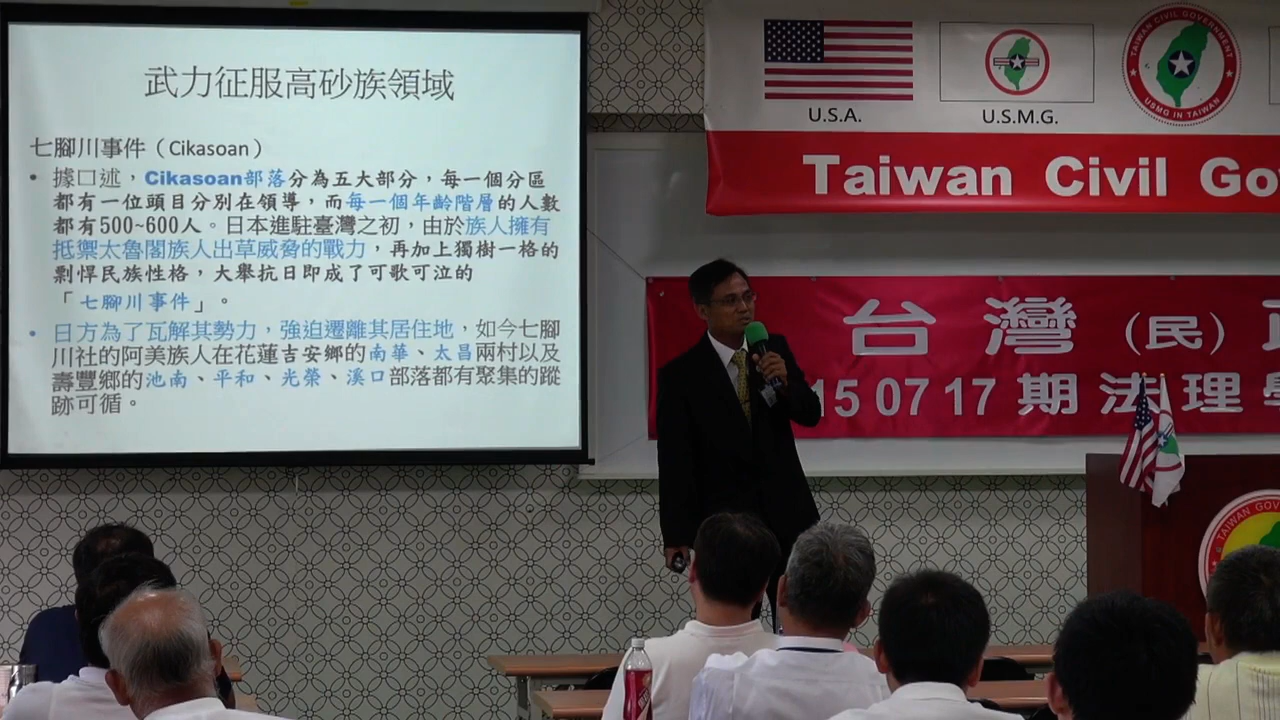 武力征服高砂族領域
七腳川事件（Cikasoan）
• 據口述，Cikasoan部落分為五大部分，每一個分區
都有一位頭目分別在領導，而每一個年齡階層的人數
都有500~600人。日本進駐臺灣之初，由於族人擁有
抵禦太魯閣族人出草威脅的戰力，再加上獨樹一格的
剽悍民族性格，大舉抗日即成了可歌可泣的
「七腳川事件」。
• 日方為了瓦解其勢力，強迫遷離其居住地，如今七腳
川社的阿美族人在花蓮吉安鄉的南華、太昌兩村以及
壽豐鄉的池南、平和、光榮、溪口部落都有聚集的蹤
跡可循。
U.S.A.
U.S.M.G.
TAIWAN CIVIL GOVERNMENT
USMG IN TAIWAN
Taiwan Civil Go
台灣（民）
15 07 17 期法理學